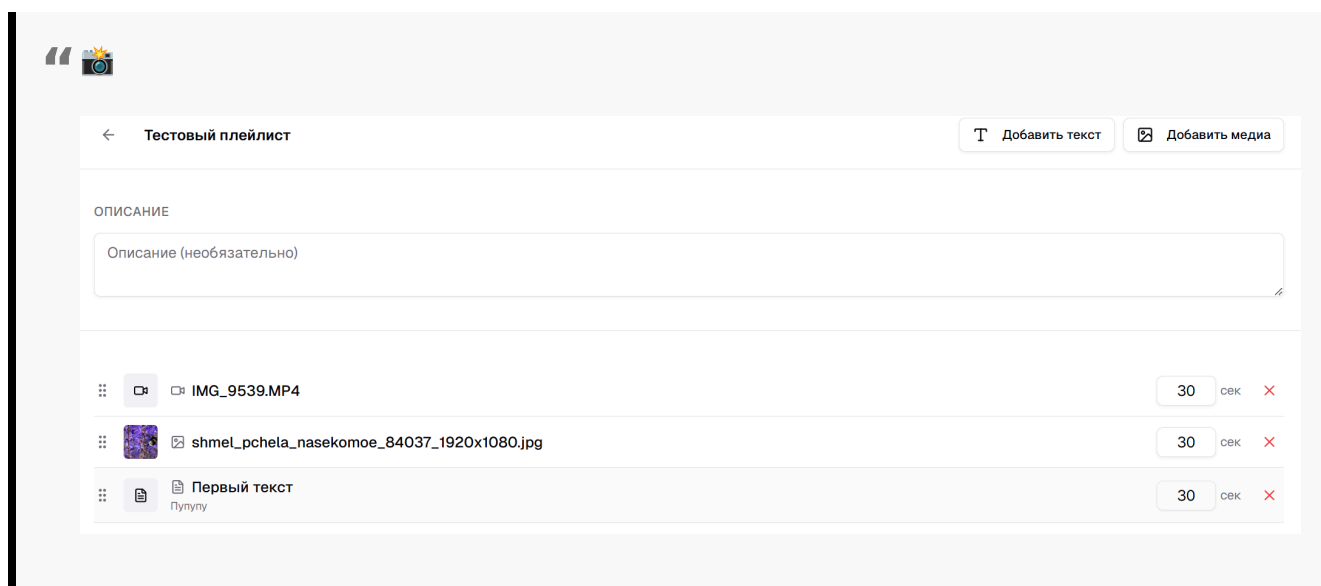 “ 📸
Тестовый плейлист
Добавить текст
Добавить медиа
ОПИСАНИЕ
Описание (необязательно)
IMG_9539.MP4
30 сек
shmel_pchela_nasekomoe_84037_1920x1080.jpg
30 сек
Первый текст
Пупупу
30 сек